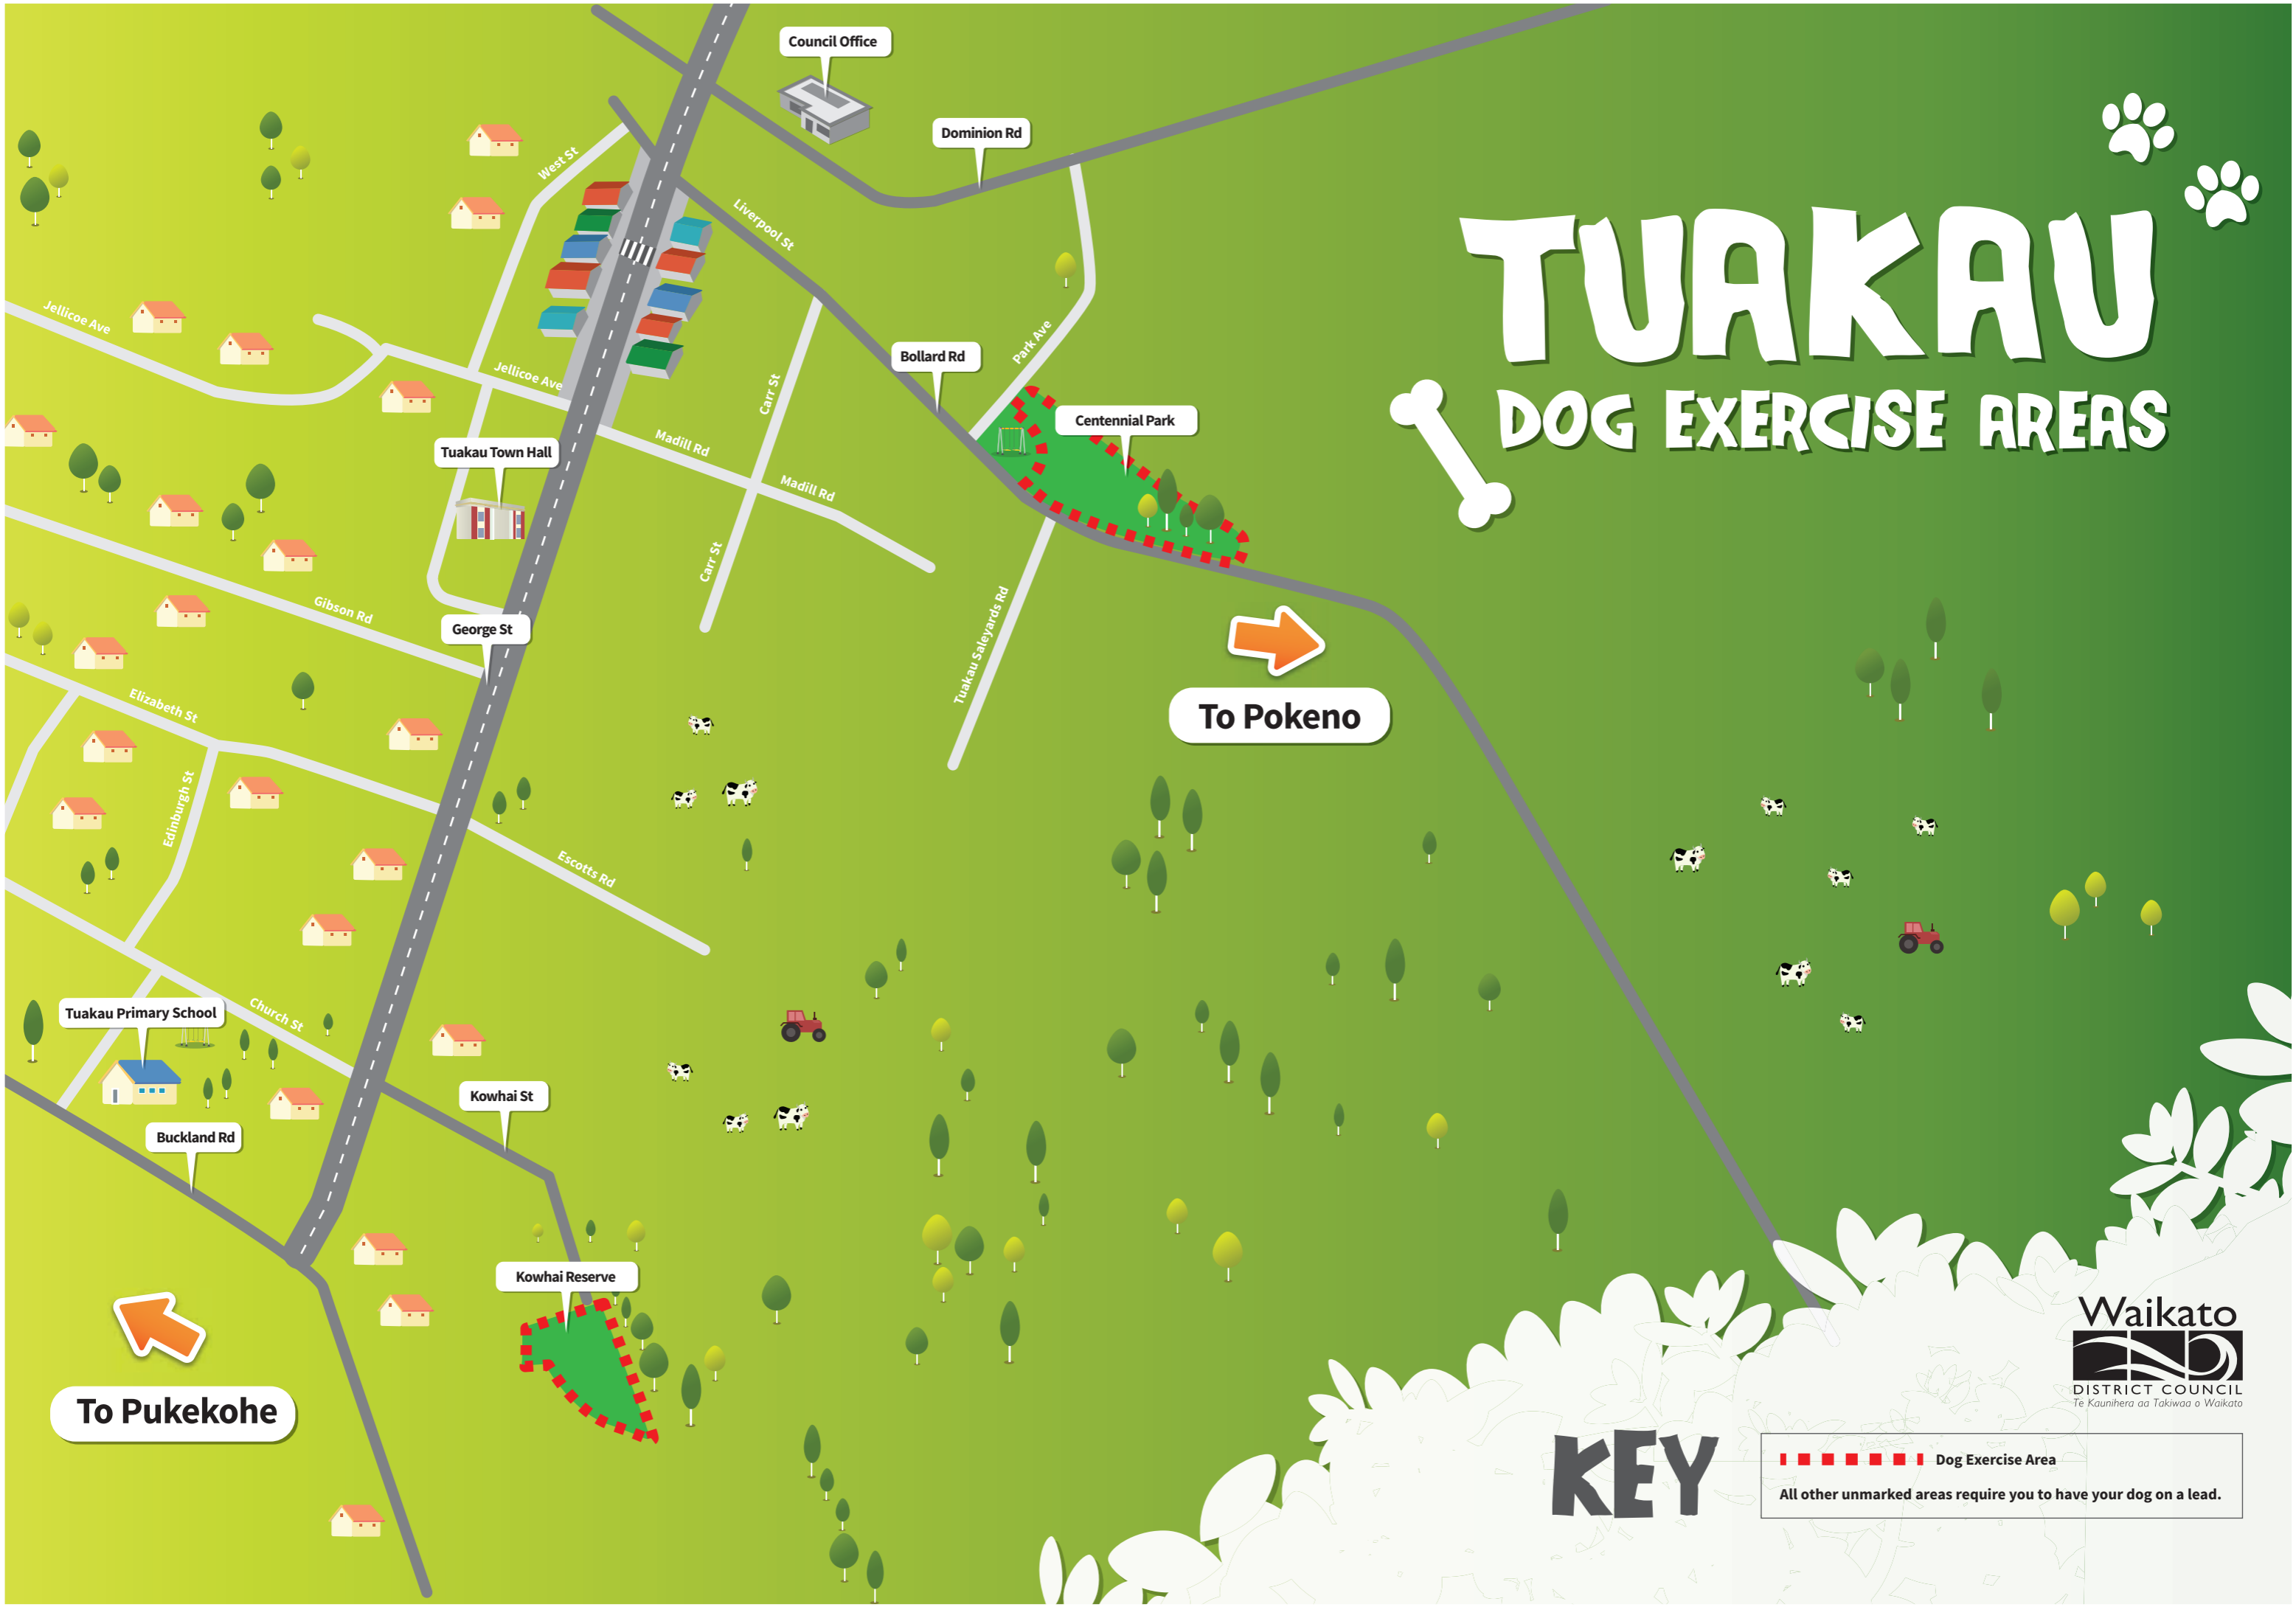 Council Office
Dominion Rd
West St
Liverpool St
TUAKAU
DOG EXERCISE AREAS
Jellicoe Ave
Jellicoe Ave
Bollard Rd
Park Ave
Carr St
Centennial Park
Madill Rd
Madill Rd
Tuakau Town Hall
Carr St
Gibson Rd
George St
Tuakau Saleyards Rd
To Pokeno
Elizabeth St
Edinburgh St
Escotts Rd
Tuakau Primary School
Church St
Kowhai St
Buckland Rd
Kowhai Reserve
To Pukekohe
Waikato
DISTRICT COUNCIL
Te Kaunihera aa Takiwaa o Waikato
KEY
Dog Exercise Area
All other unmarked areas require you to have your dog on a lead.